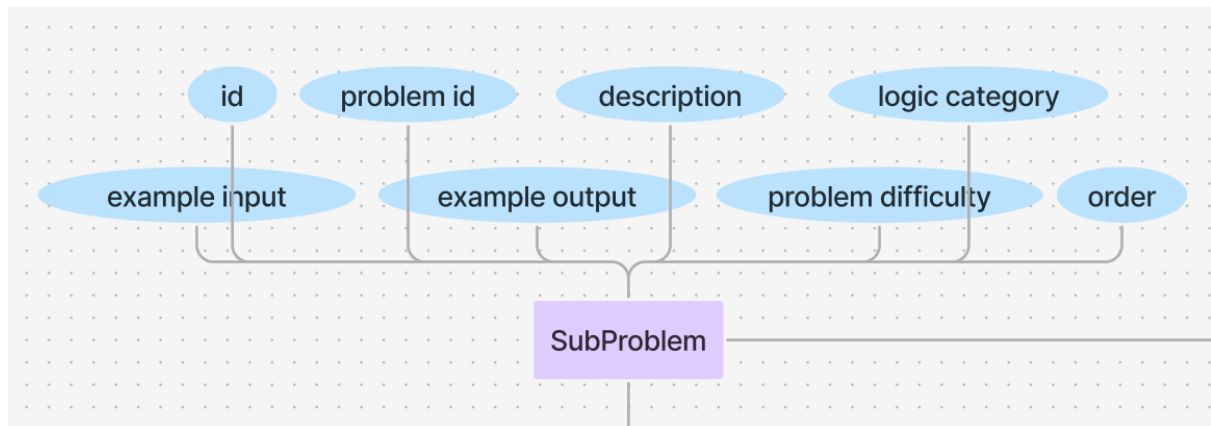 id
problem id
description
logic category
example input
example output
problem difficulty
order
SubProblem